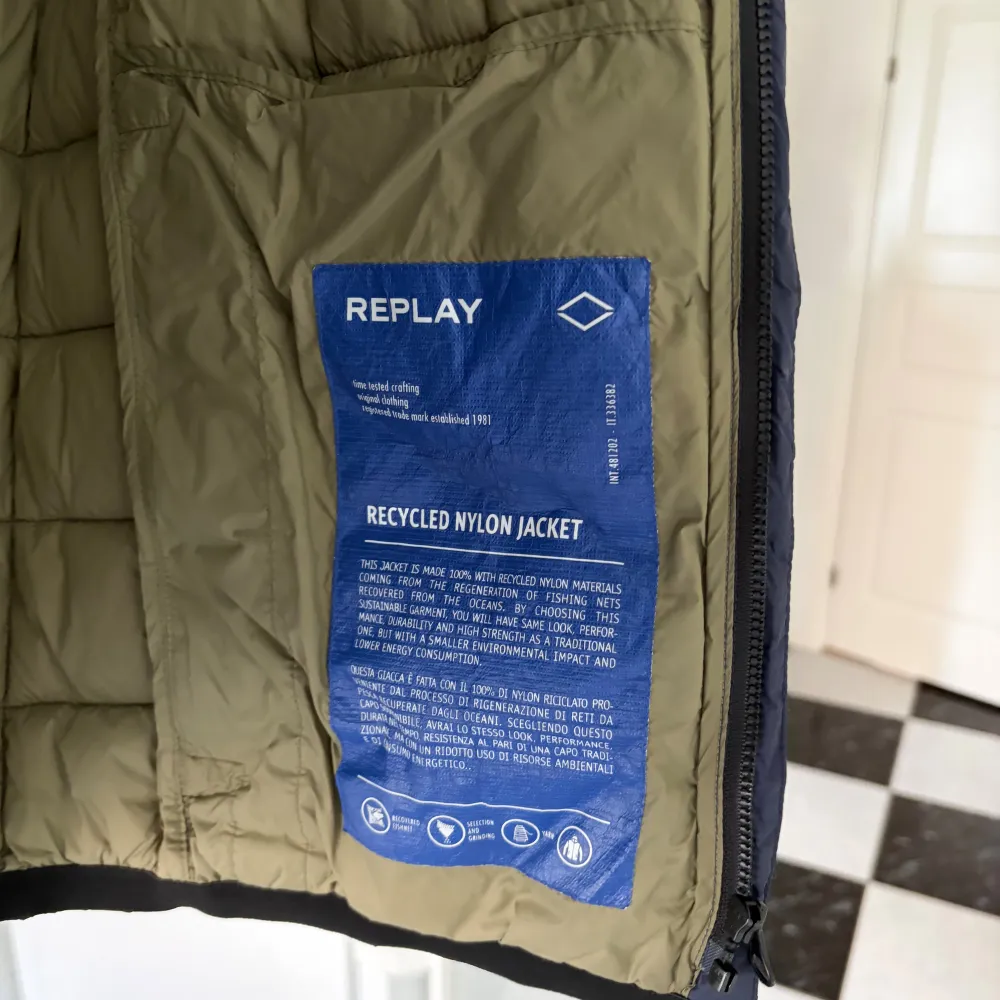 REPLAY
time tested crafting
original clothing
registered trade mark established 1981
INT.481202 - IT.336382
RECYCLED NYLON JACKET
THIS JACKET IS MADE 100% WITH RECYCLED NYLON MATERIALS
COMING FROM THE REGENERATION OF FISHING NETS
RECOVERED FROM THE OCEANS. BY CHOOSING THIS
SUSTAINABLE GARMENT, YOU WILL HAVE SAME LOOK, PERFOR-
MANCE, DURABILITY AND HIGH STRENGTH AS A TRADITIONAL
ONE, BUT WITH A SMALLER ENVIRONMENTAL IMPACT AND
LOWER ENERGY CONSUMPTION.
QUESTA GIACCA È FATTA CON IL 100% DI NYLON RICICLATO PRO-
VENIENTE DAL PROCESSO DI RIGENERAZIONE DI RETI DA
PESCA RECUPERATE DAGLI OCEANI. SCEGLIENDO QUESTO
CAPO SOSTENIBILE, AVRAI LO STESSO LOOK, PERFORMANCE,
DURATA NEL TEMPO, RESISTENZA AL PARI DI UNA CAPO TRADI-
ZIONALE, MA CON UN RIDOTTO USO DI RISORSE AMBIENTALI
E DI CONSUMO ENERGETICO..
RECOVERED
FISHNET
SELECTION
AND
GRINDING
YARN